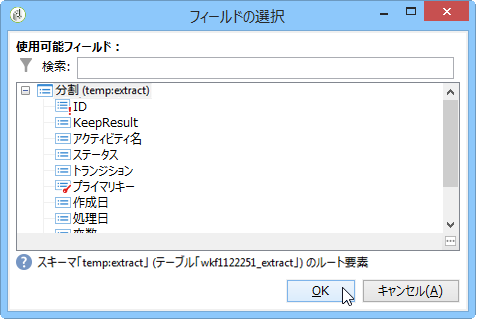 フィールドの選択
使用可能フィールド：
検索:
分割 (temp:extract)
ID
KeepResult
アクティビティ名
ステータス
トランジション
プライマリキー
作成日
処理日
変数
スキーマ「temp:extract」 (テーブル「wkf1122251_extract」) のルート要素
OK キャンセル(A)